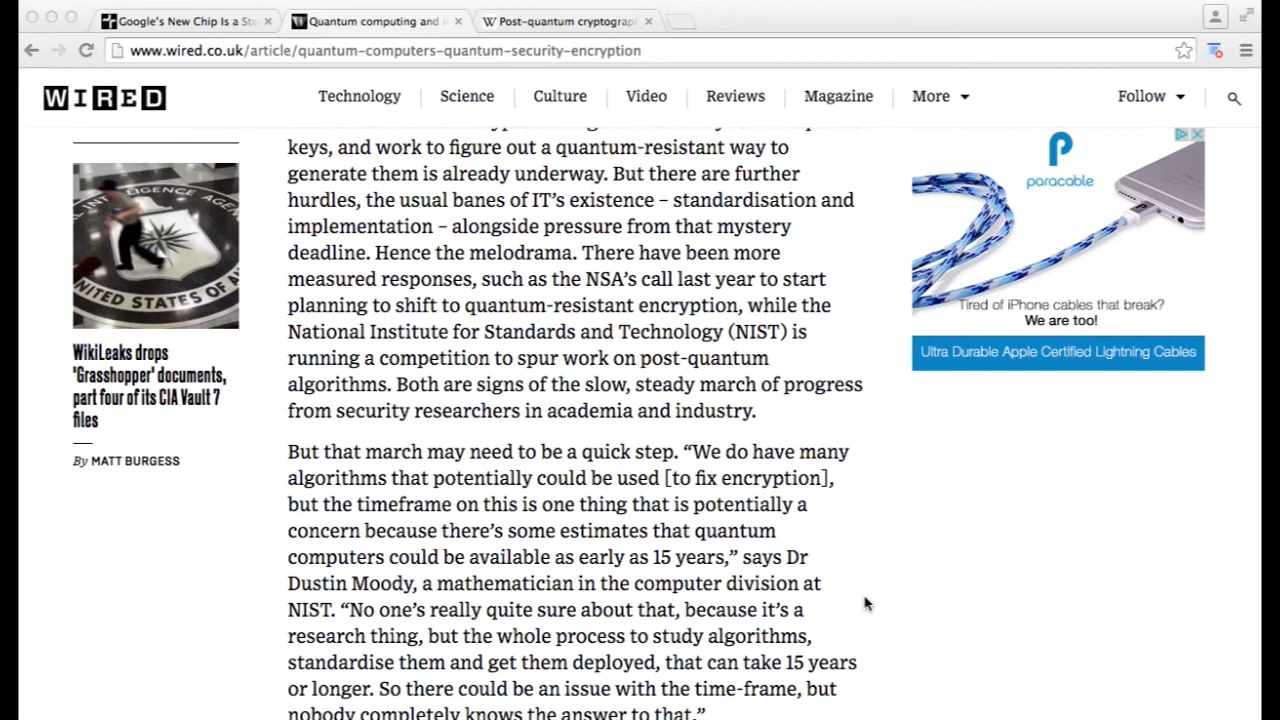 Google's New Chip Is a Ste
Quantum computing and i
Post-quantum cryptograp
www.wired.co.uk/article/quantum-computers-quantum-security-encryption
WIRED
Technology
Science
Culture
Video
Reviews
Magazine
More
Follow
keys, and work to figure out a quantum-resistant way to
generate them is already underway. But there are further
hurdles, the usual banes of IT's existence – standardisation and
implementation – alongside pressure from that mystery
deadline. Hence the melodrama. There have been more
measured responses, such as the NSA's call last year to start
planning to shift to quantum-resistant encryption, while the
National Institute for Standards and Technology (NIST) is
running a competition to spur work on post-quantum
algorithms. Both are signs of the slow, steady march of progress
from security researchers in academia and industry.
But that march may need to be a quick step. “We do have many
algorithms that potentially could be used [to fix encryption],
but the timeframe on this is one thing that is potentially a
concern because there's some estimates that quantum
computers could be available as early as 15 years,” says Dr
Dustin Moody, a mathematician in the computer division at
NIST. “No one's really quite sure about that, because it's a
research thing, but the whole process to study algorithms,
standardise them and get them deployed, that can take 15 years
or longer. So there could be an issue with the time-frame, but
nobody completely knows the answer to that.”
INTELLIGENCE AGE
UNITED STATES OF A
WikiLeaks drops
'Grasshopper' documents,
part four of its CIA Vault 7
files
By MATT BURGESS
paracable
Tired of iPhone cables that break?
We are too!
Ultra Durable Apple Certified Lightning Cables